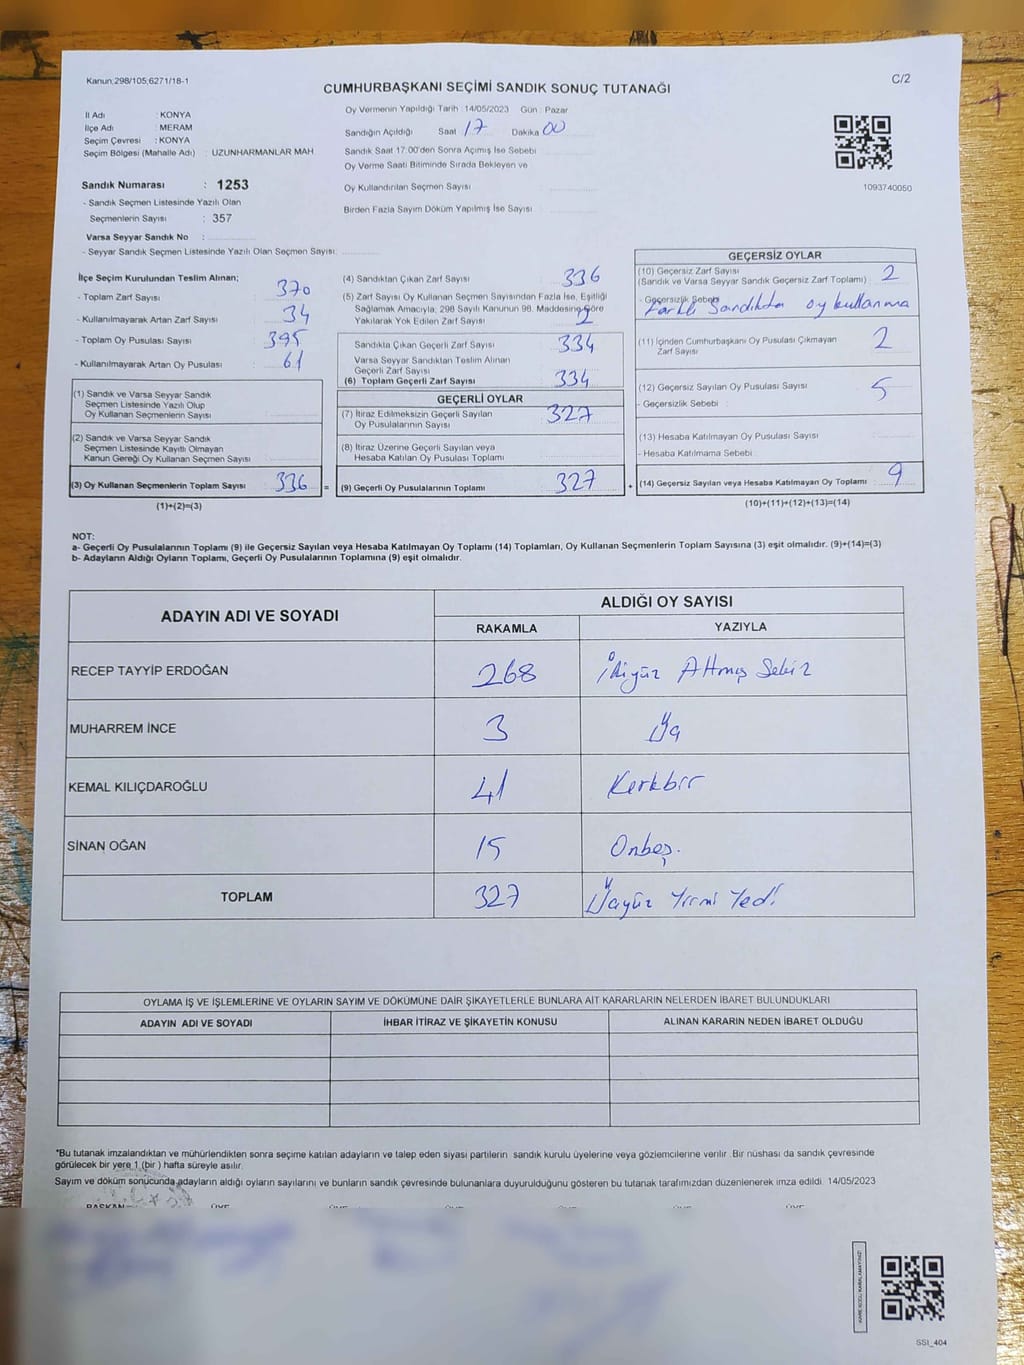 Kanun;298/105;6271/18-1
C/2
CUMHURBAŞKANI SEÇİMİ SANDIK SONUÇ TUTANAĞI
İl Adı : KONYA
İlçe Adı : MERAM
Seçim Çevresi : KONYA
Seçim Bölgesi (Mahalle Adı) : UZUNHARMANLAR MAH
Sandık Numarası : 1253
- Sandık Seçmen Listesinde Yazılı Olan
Seçmenlerin Sayısı : 357
Varsa Seyyar Sandık No :
- Seyyar Sandık Seçmen Listesinde Yazılı Olan Seçmen Sayısı:
Oy Vermenin Yapıldığı Tarih 14/05/2023 Gün : Pazar
Sandığın Açıldığı Saat 17 Dakika 00
Sandık Saat 17:00'den Sonra Açımış İse Sebebi
Oy Verme Saati Bitiminde Sırada Bekleyen ve
Oy Kullandırılan Seçmen Sayısı
Birden Fazla Sayım Döküm Yapılmış İse Sayısı
1093740050
İlçe Seçim Kurulundan Teslim Alınan;
- Toplam Zarf Sayısı 370
- Kullanılmayarak Artan Zarf Sayısı 34
- Toplam Oy Pusulası Sayısı 395
- Kullanılmayarak Artan Oy Pusulası 61
(1) Sandık ve Varsa Seyyar Sandık
Seçmen Listesinde Yazılı Olup
Oy Kullanan Seçmenlerin Sayısı
(2) Sandık ve Varsa Seyyar Sandık
Seçmen Listesinde Kayıtlı Olmayan
Kanun Gereği Oy Kullanan Seçmen Sayısı
(3) Oy Kullanan Seçmenlerin Toplam Sayısı 336 =
(1)+(2)=(3)
(4) Sandıktan Çıkan Zarf Sayısı 336
(5) Zarf Sayısı Oy Kullanan Seçmen Sayısından Fazla İse, Eşitliği
Sağlamak Amacıyla; 298 Sayılı Kanunun 98. Maddesine Göre
Yakılarak Yok Edilen Zarf Sayısı 2
Sandıkta Çıkan Geçerli Zarf Sayısı 334
Varsa Seyyar Sandıktan Teslim Alınan
Geçerli Zarf Sayısı
(6) Toplam Geçerli Zarf Sayısı 334
GEÇERLİ OYLAR
(7) İtiraz Edilmeksizin Geçerli Sayılan
Oy Pusulalarının Sayısı 327
(8) İtiraz Üzerine Geçerli Sayılan veya
Hesaba Katılan Oy Pusulası Toplamı
(9) Geçerli Oy Pusulalarının Toplamı 327 +
GEÇERSİZ OYLAR
(10) Geçersiz Zarf Sayısı
(Sandık ve Varsa Seyyar Sandık Geçersiz Zarf Toplamı) 2
- Geçersizlik Sebebi
Farklı Sandıkta oy kullanma
(11) İçinden Cumhurbaşkanı Oy Pusulası Çıkmayan
Zarf Sayısı 2
(12) Geçersiz Sayılan Oy Pusulası Sayısı 5
- Geçersizlik Sebebi :
(13) Hesaba Katılmayan Oy Pusulası Sayısı
- Hesaba Katılmama Sebebi
(14) Geçersiz Sayılan veya Hesaba Katılmayan Oy Toplamı 9
(10)+(11)+(12)+(13)=(14)
NOT:
a- Geçerli Oy Pusulalarının Toplamı (9) ile Geçersiz Sayılan veya Hesaba Katılmayan Oy Toplamı (14) Toplamları, Oy Kullanan Seçmenlerin Toplam Sayısına (3) eşit olmalıdır. (9)+(14)=(3)
b- Adayların Aldığı Oyların Toplamı, Geçerli Oy Pusulalarının Toplamına (9) eşit olmalıdır.
ADAYIN ADI VE SOYADI ALDIĞI OY SAYISI
RAKAMLA YAZIYLA
RECEP TAYYİP ERDOĞAN 268 İkiyüz Altmış Sekiz
MUHARREM İNCE 3 Üç
KEMAL KILIÇDAROĞLU 41 Kerkbir
SİNAN OĞAN 15 Onbeş.
TOPLAM 327 Üçyüz Yirmi Yedi
OYLAMA İŞ VE İŞLEMLERİNE VE OYLARIN SAYIM VE DÖKÜMÜNE DAİR ŞİKAYETLERLE BUNLARA AİT KARARLARIN NELERDEN İBARET BULUNDUKLARI
ADAYIN ADI VE SOYADI İHBAR İTİRAZ VE ŞİKAYETİN KONUSU ALINAN KARARIN NEDEN İBARET OLDUĞU
*Bu tutanak imzalandıktan ve mühürlendikten sonra seçime katılan adayların ve talep eden siyasi partilerin sandık kurulu üyelerine veya gözlemcilerine verilir. Bir nüshası da sandık çevresinde
görülecek bir yere 1 (bir) hafta süreyle asılır.
Sayım ve döküm sonucunda adayların aldığı oyların sayılarını ve bunların sandık çevresinde bulunanlara duyurulduğunu gösteren bu tutanak tarafımızdan düzenlenerek imza edildi. 14/05/2023
BAŞKAN ÜYE ÜYE ÜYE ÜYE ÜYE ÜYE
KAREKODU KARALAMAYINIZ!
SSI_404